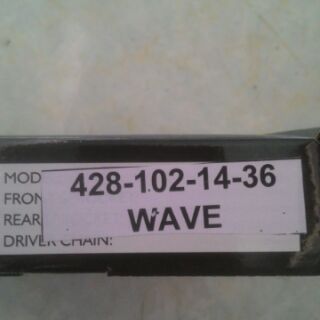 428-102-14-36
WAVE
MOD
FRON
REAR
DRIVER CHAIN: